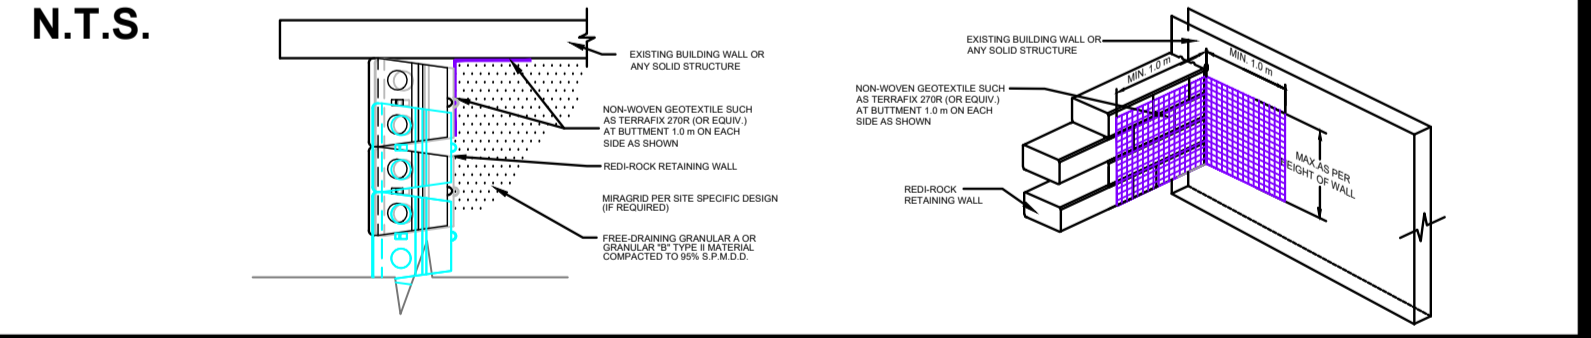 N.T.S.
EXISTING BUILDING WALL OR
ANY SOLID STRUCTURE
NON-WOVEN GEOTEXTILE SUCH
AS TERRAFIX 270R (OR EQUIV.)
AT BUTTMENT 1.0 m ON EACH
SIDE AS SHOWN
REDI-ROCK RETAINING WALL
MIRAGRID PER SITE SPECIFIC DESIGN
(IF REQUIRED)
FREE-DRAINING GRANULAR A OR
GRANULAR "B" TYPE II MATERIAL
COMPACTED TO 95% S.P.M.D.D.
EXISTING BUILDING WALL OR
ANY SOLID STRUCTURE
MIN. 1.0 m
MIN. 1.0 m
NON-WOVEN GEOTEXTILE SUCH
AS TERRAFIX 270R (OR EQUIV.)
AT BUTTMENT 1.0 m ON EACH
SIDE AS SHOWN
MAX.AS PER
HEIGHT OF WALL
REDI-ROCK
RETAINING WALL